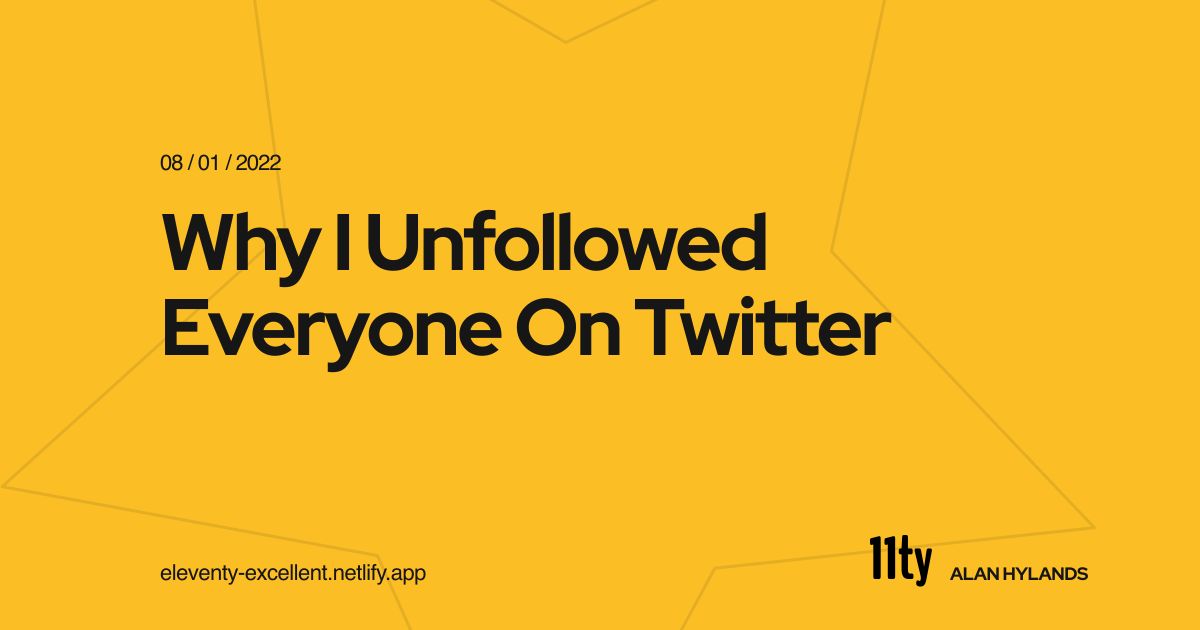 08 / 01 / 2022
Why I Unfollowed
Everyone On Twitter
eleventy-excellent.netlify.app
11ty ALAN HYLANDS